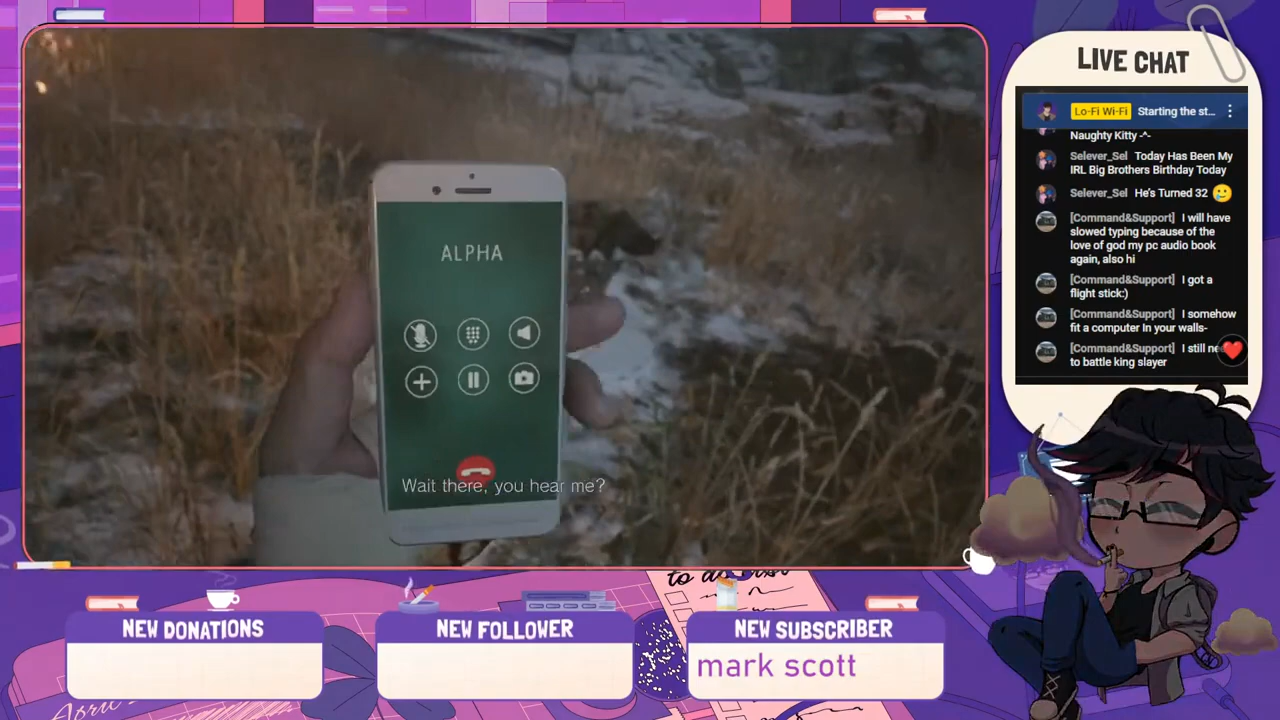 ALPHA
Wait there, you hear me?
LIVE CHAT
Lo-Fi Wi-Fi Starting the st...
Naughty Kitty -^-
Selever_Sel Today Has Been My
IRL Big Brothers Birthday Today
Selever_Sel He's Turned 32 🥲
[Command&Support] I will have
slowed typing because of the
love of god my pc audio book
again, also hi
[Command&Support] I got a
flight stick:)
[Command&Support] I somehow
fit a computer In your walls-
[Command&Support] I still
to battle king slayer
to do list
NEW DONATIONS
NEW FOLLOWER
NEW SUBSCRIBER
mark scott
April